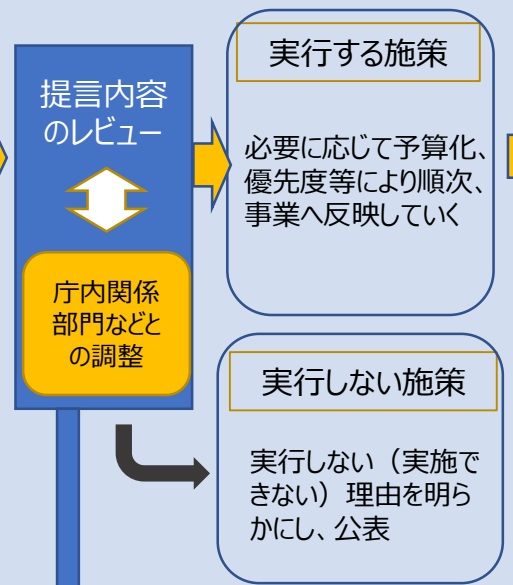 提言内容
のレビュー
庁内関係
部門などと
の調整
実行する施策
必要に応じて予算化、
優先度等により順次、
事業へ反映していく
実行しない施策
実行しない（実施で
きない）理由を明ら
かにし、公表